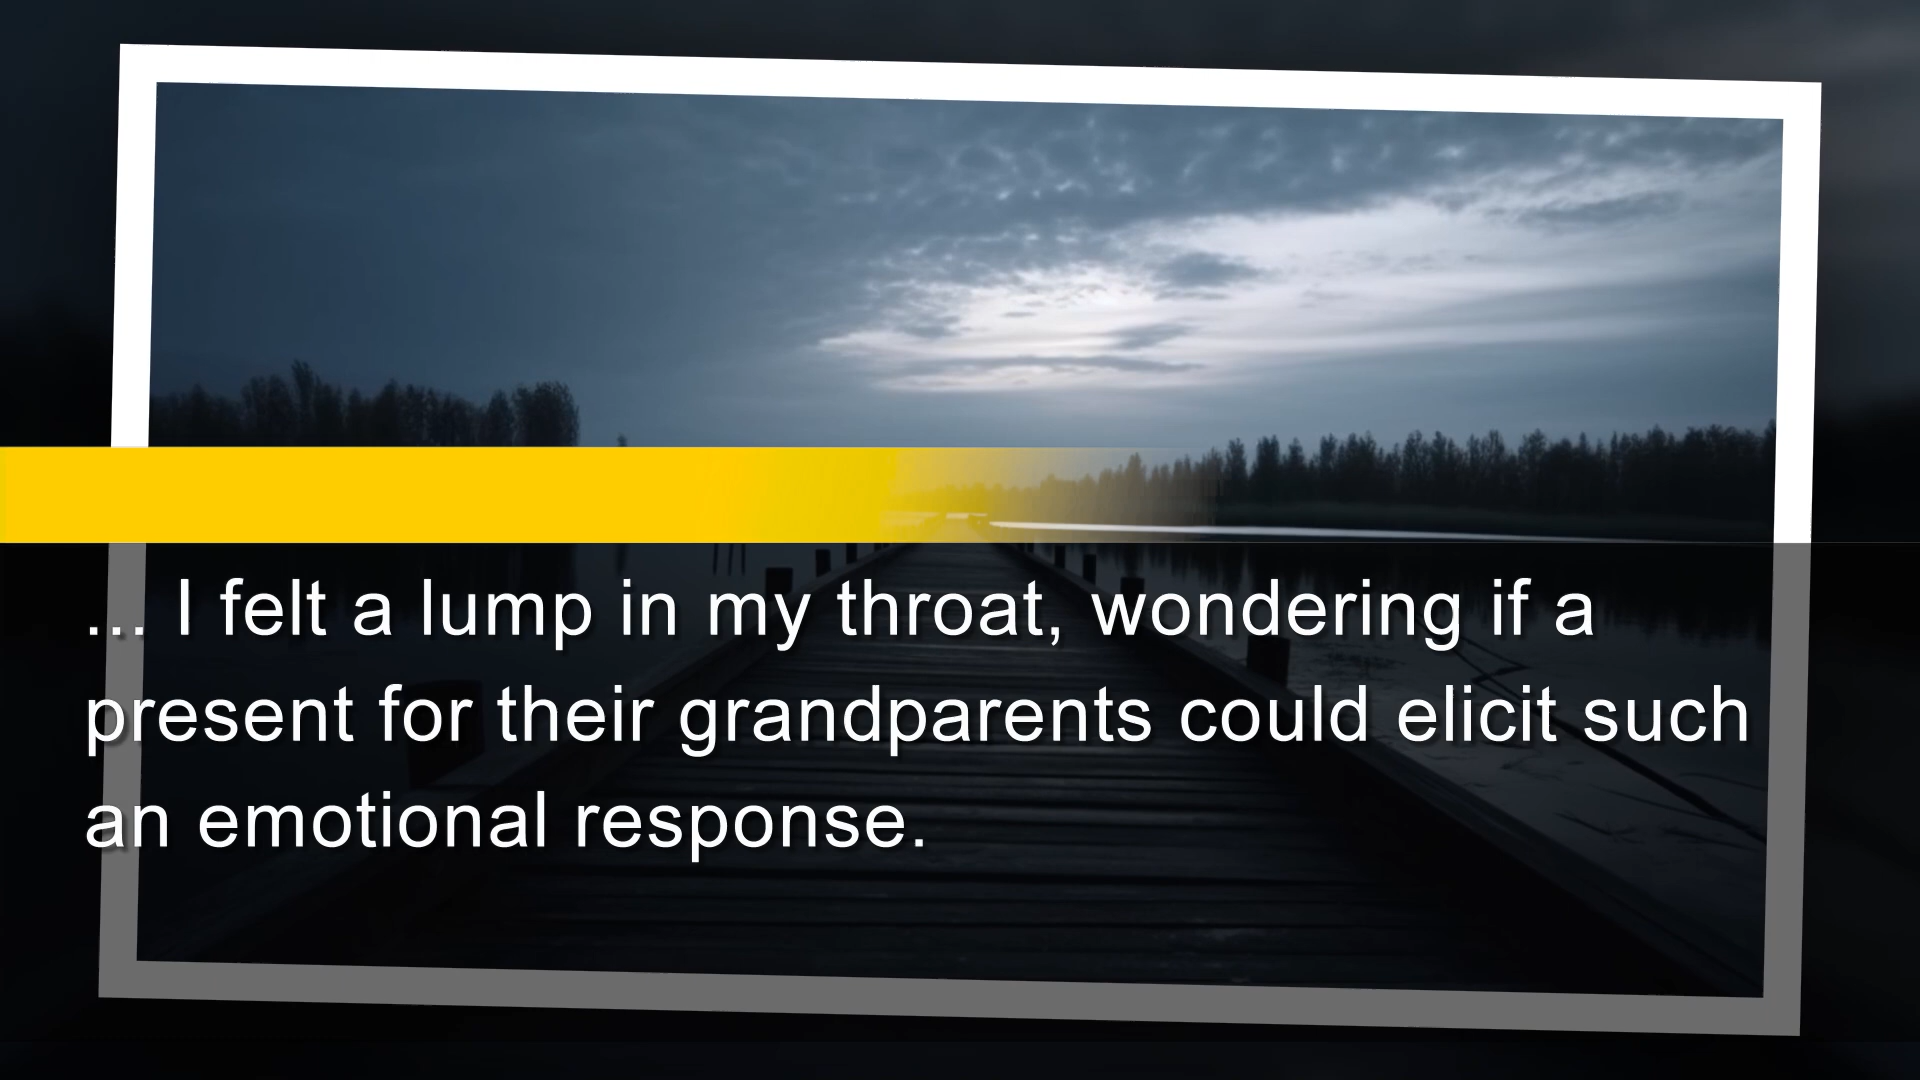 ... I felt a lump in my throat, wondering if a
present for their grandparents could elicit such
an emotional response.